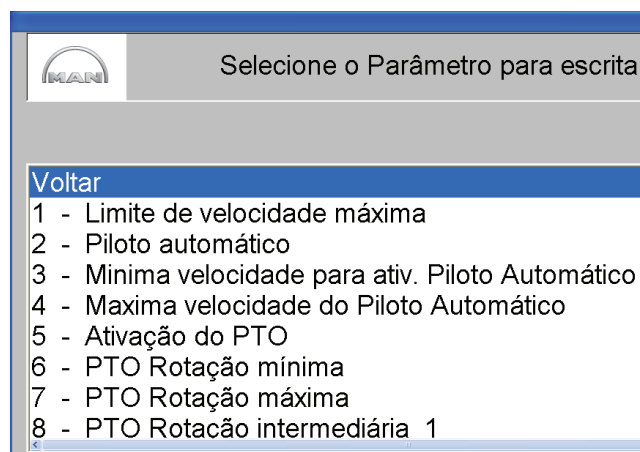 MAN
Selecione o Parâmetro para escrita
Voltar
1 - Limite de velocidade máxima
2 - Piloto automático
3 - Minima velocidade para ativ. Piloto Automático
4 - Maxima velocidade do Piloto Automático
5 - Ativação do PTO
6 - PTO Rotação mínima
7 - PTO Rotação máxima
8 - PTO Rotação intermediária 1